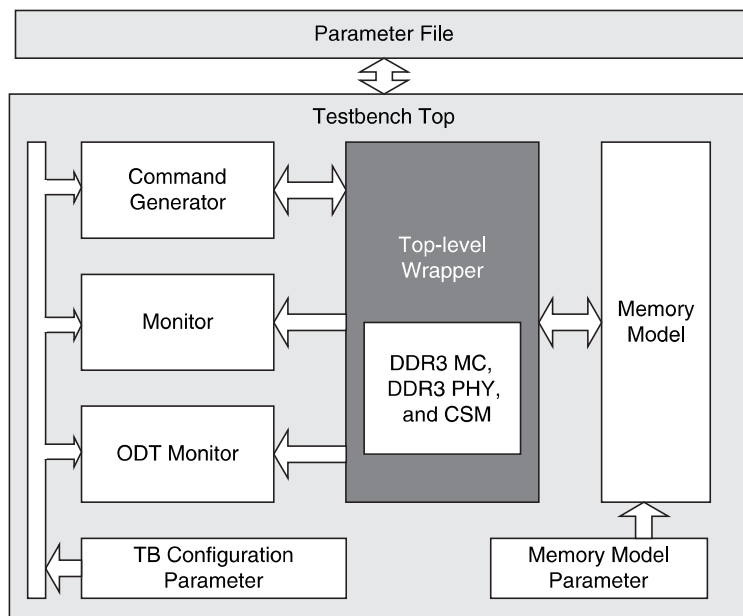 Parameter File
Testbench Top
Command
Generator
Top-level
Wrapper
Monitor
Memory
Model
DDR3 MC,
DDR3 PHY,
and CSM
ODT Monitor
TB Configuration
Parameter
Memory Model
Parameter